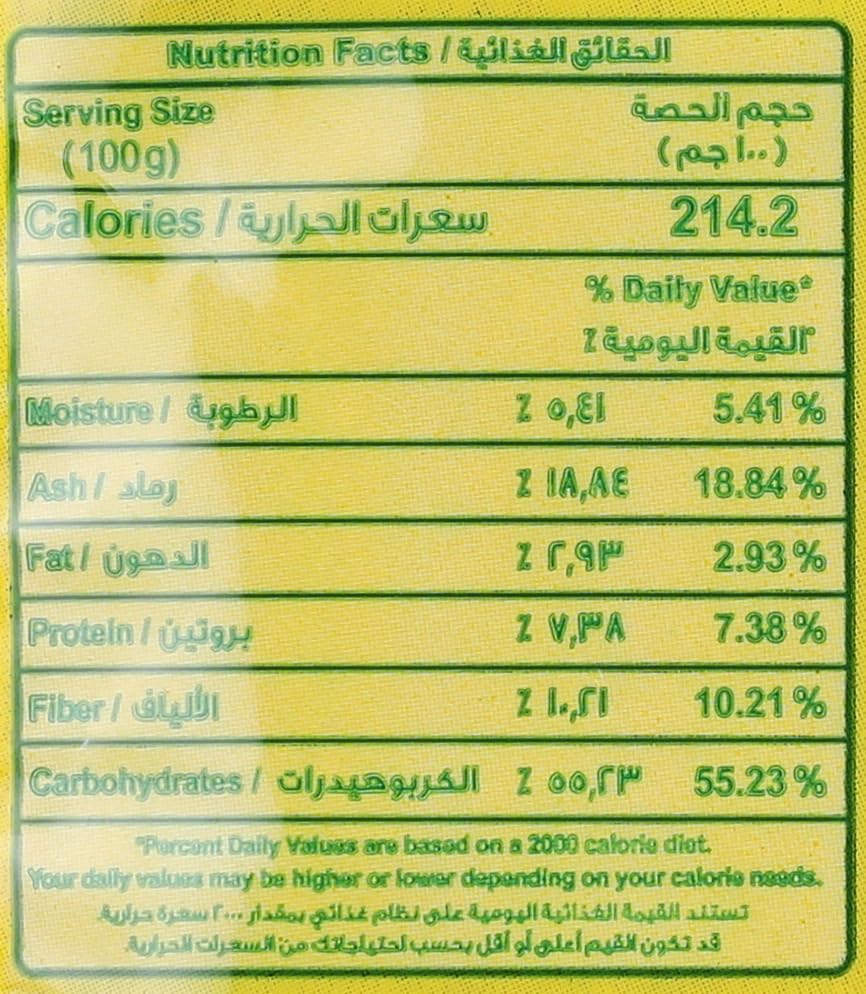 Nutrition Facts / الحقائق الغذائية
Serving Size حجم الحصة
(100g) (١٠٠ جم)
Calories / سعرات الحرارية 214.2
% Daily Value*
القيمة اليومية ٪*
Moisture / الرطوبة ٪ ٥,٤١ 5.41%
Ash / رماد ٪ ١٨,٨٤ 18.84%
Fat / الدهون ٪ ٢,٩٣ 2.93%
Protein / بروتين ٪ ٧,٣٨ 7.38%
Fiber / الألياف ٪ ١٠,٢١ 10.21%
Carbohydrates / الكربوهيدرات ٪ ٥٥,٢٣ 55.23%
*Percent Daily Values are based on a 2000 calorie diet.
Your daily values may be higher or lower depending on your calorie needs.
تستند القيمة الغذائية اليومية على نظام غذائي بمقدار ٢٠٠٠ سعرة حرارية
قد تكون القيم أعلى أو أقل بحسب احتياجاتك من السعرات الحرارية.